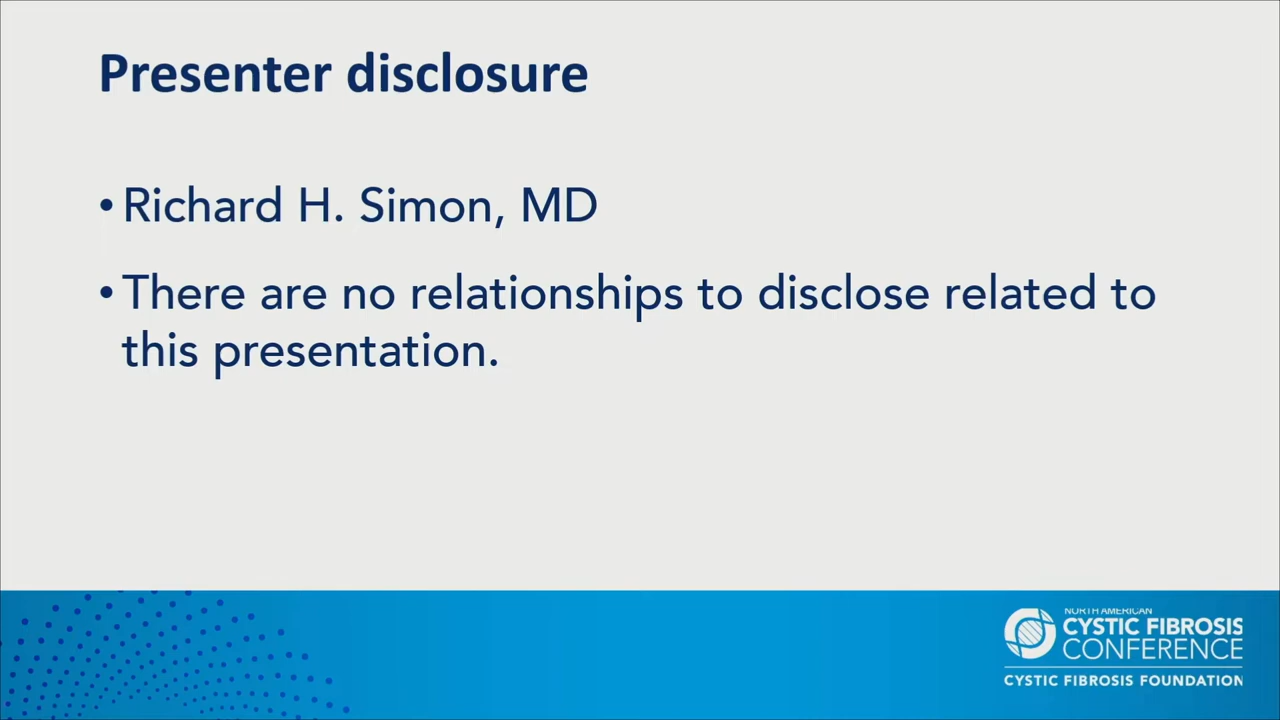 Presenter disclosure
• Richard H. Simon, MD
• There are no relationships to disclose related to
this presentation.
NORTH AMERICAN
CYSTIC FIBROSIS
CONFERENCE
CYSTIC FIBROSIS FOUNDATION